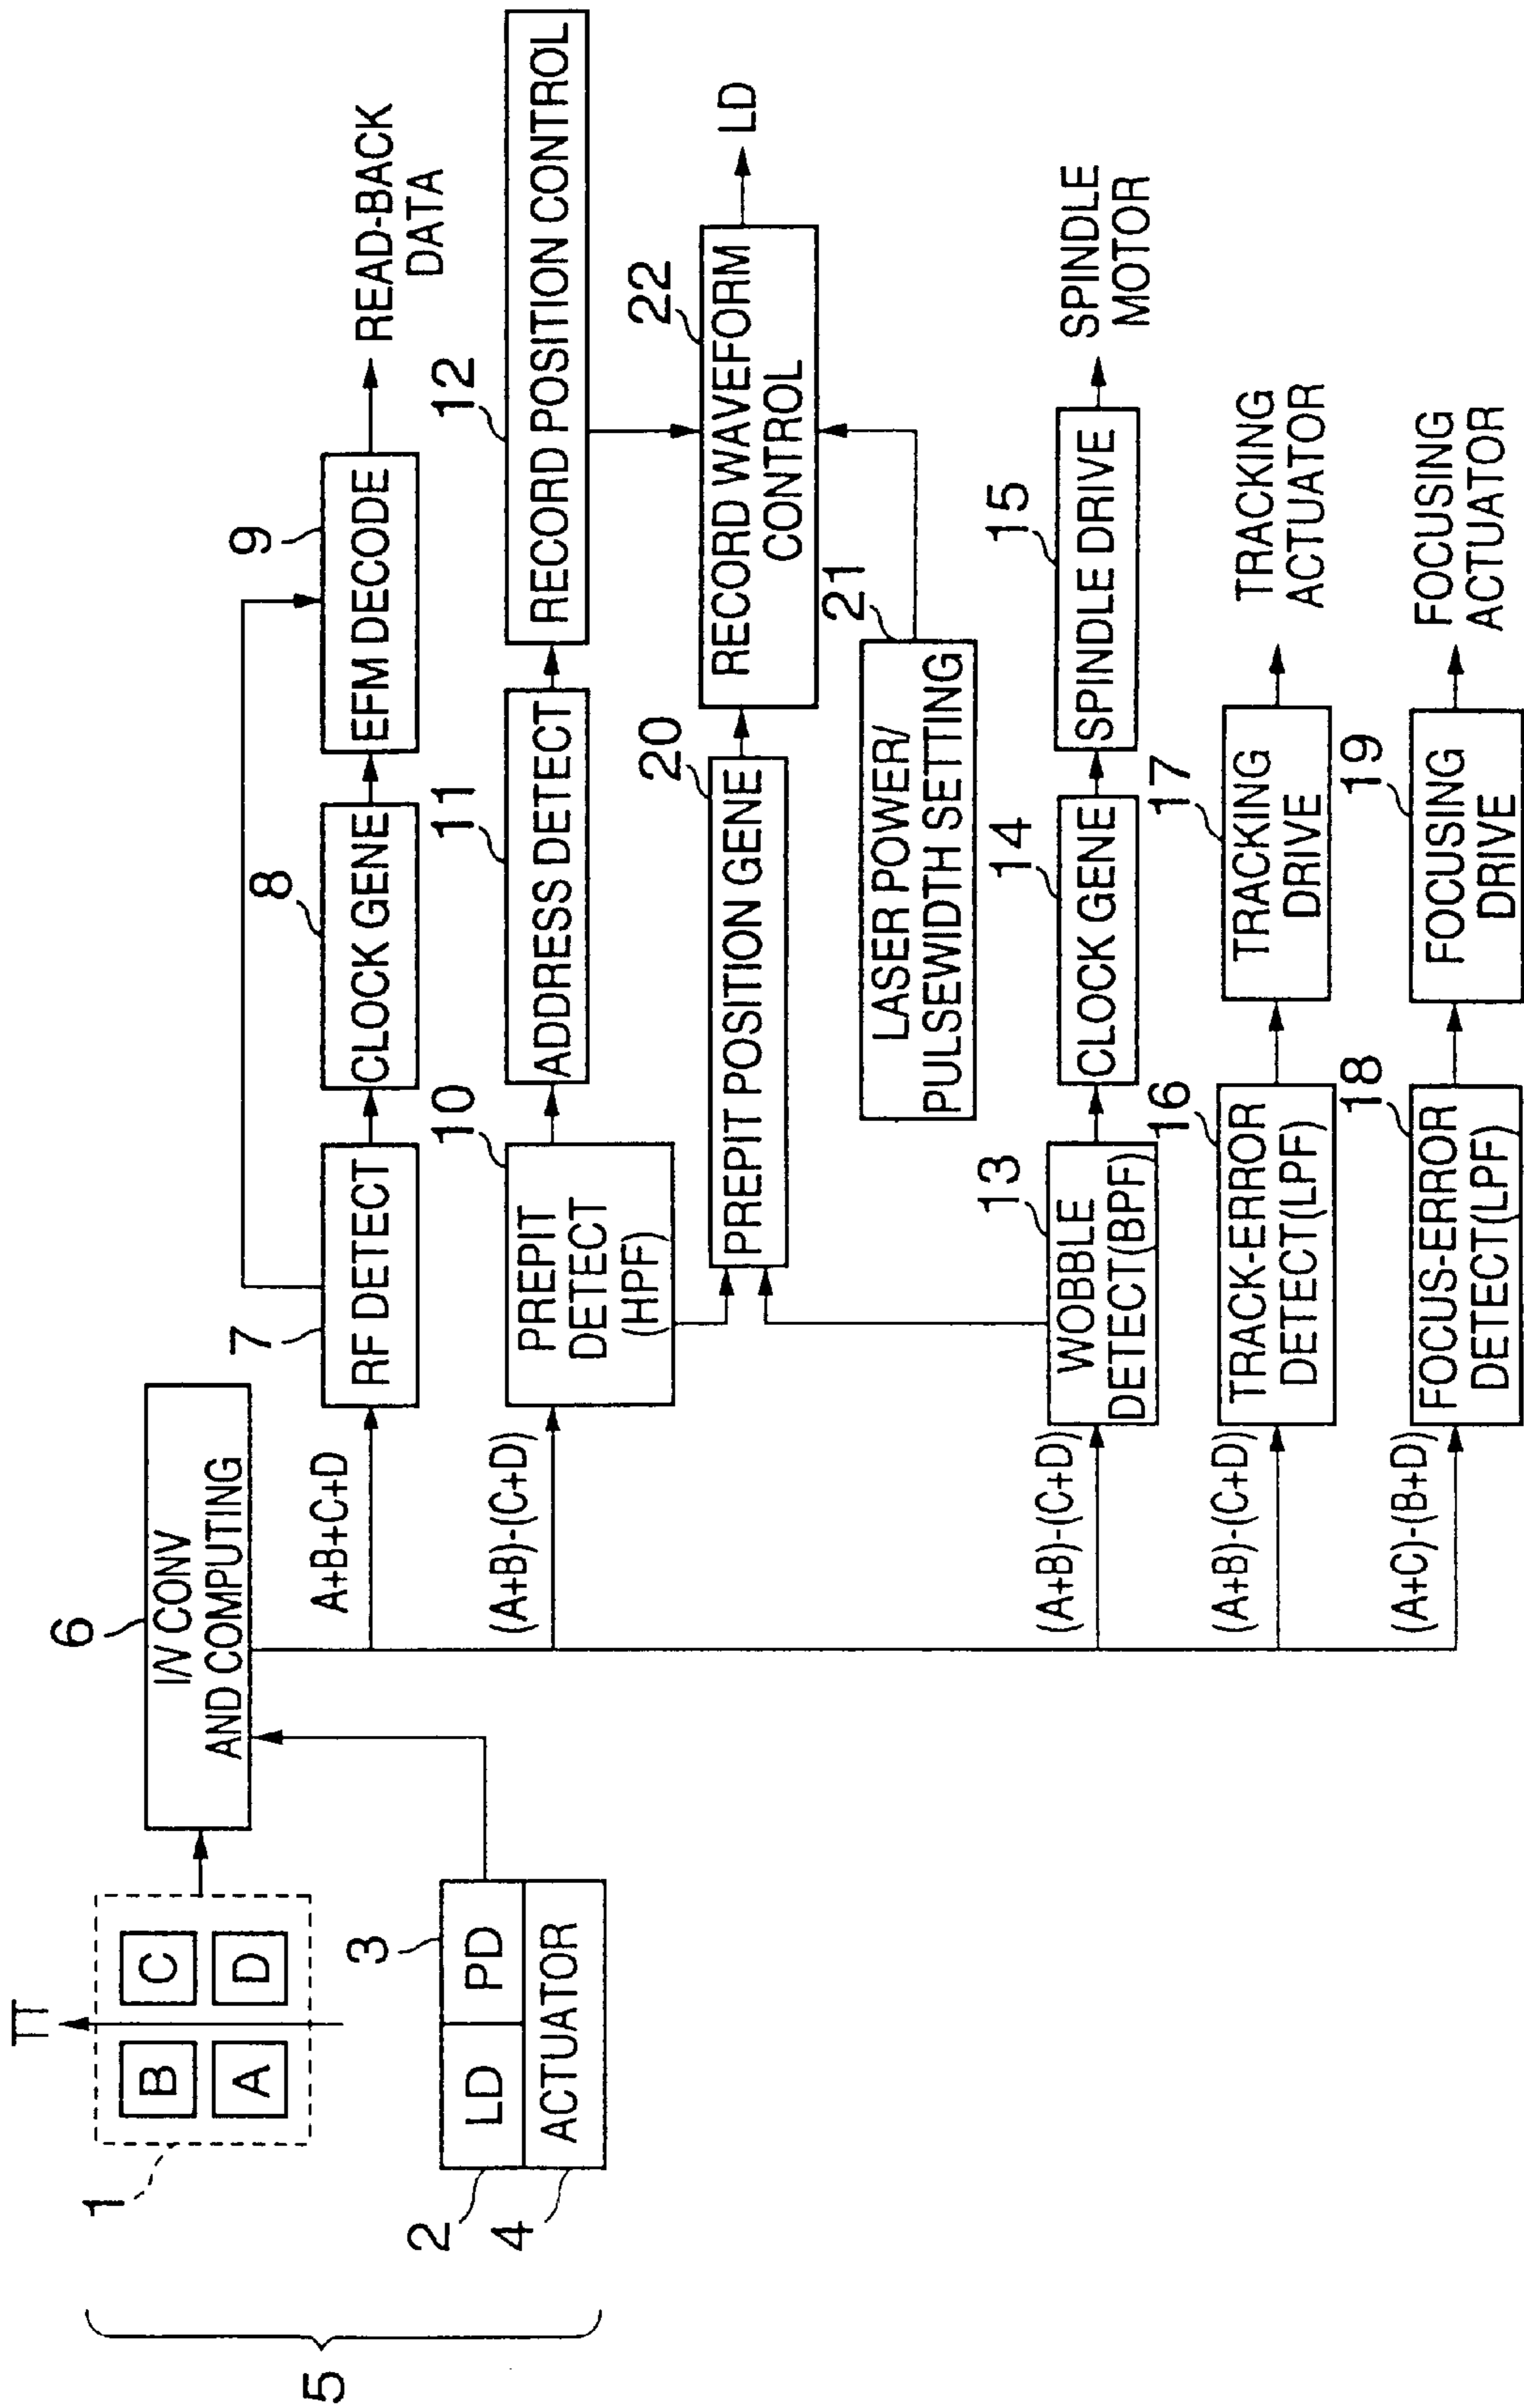 TT
1
B
C
A
D
5
2
LD
3
PD
4
ACTUATOR
6
I/V CONV
AND COMPUTING
A+B+C+D
7
RF DETECT
8
CLOCK GENE
9
EFM DECODE
READ-BACK
DATA
(A+B)-(C+D)
10
PREPIT
DETECT
(HPF)
11
ADDRESS DETECT
12
RECORD POSITION CONTROL
20
PREPIT POSITION GENE
22
RECORD WAVEFORM
CONTROL
LD
21
LASER POWER/
PULSEWIDTH SETTING
(A+B)-(C+D)
13
WOBBLE
DETECT(BPF)
14
CLOCK GENE
15
SPINDLE DRIVE
SPINDLE
MOTOR
(A+B)-(C+D)
16
TRACK-ERROR
DETECT(LPF)
17
TRACKING
DRIVE
TRACKING
ACTUATOR
(A+C)-(B+D)
18
FOCUS-ERROR
DETECT(LPF)
19
FOCUSING
DRIVE
FOCUSING
ACTUATOR